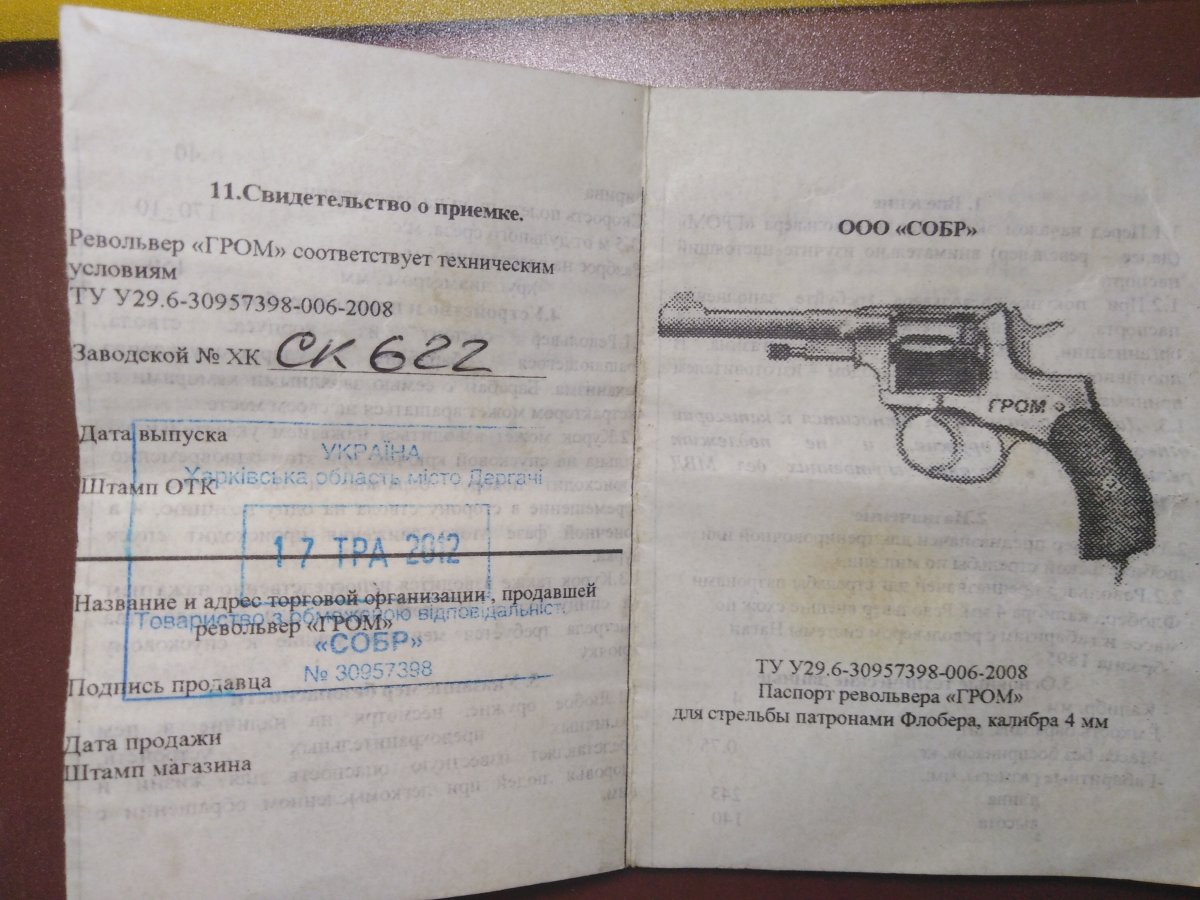 11.Свидетельство о приемке.
Револьвер «ГРОМ» соответствует техническим
условиям
ТУ У29.6-30957398-006-2008
Заводской № ХК СК 622
Дата выпуска
УКРАЇНА
Харківська область місто Дергачі
Штамп ОТК
17 ТРА 2012
Название и адрес торговой организации, продавшей
Товариство з обмеженою відповідальніст
револьвер «ГРОМ»
«СОБР»
№ 30957398
Подпись продавца
Дата продажи
Штамп магазина
ООО «СОБР»
ГРОМ
ТУ У29.6-30957398-006-2008
Паспорт револьвера «ГРОМ»
для стрельбы патронами Флобера, калибра 4 мм